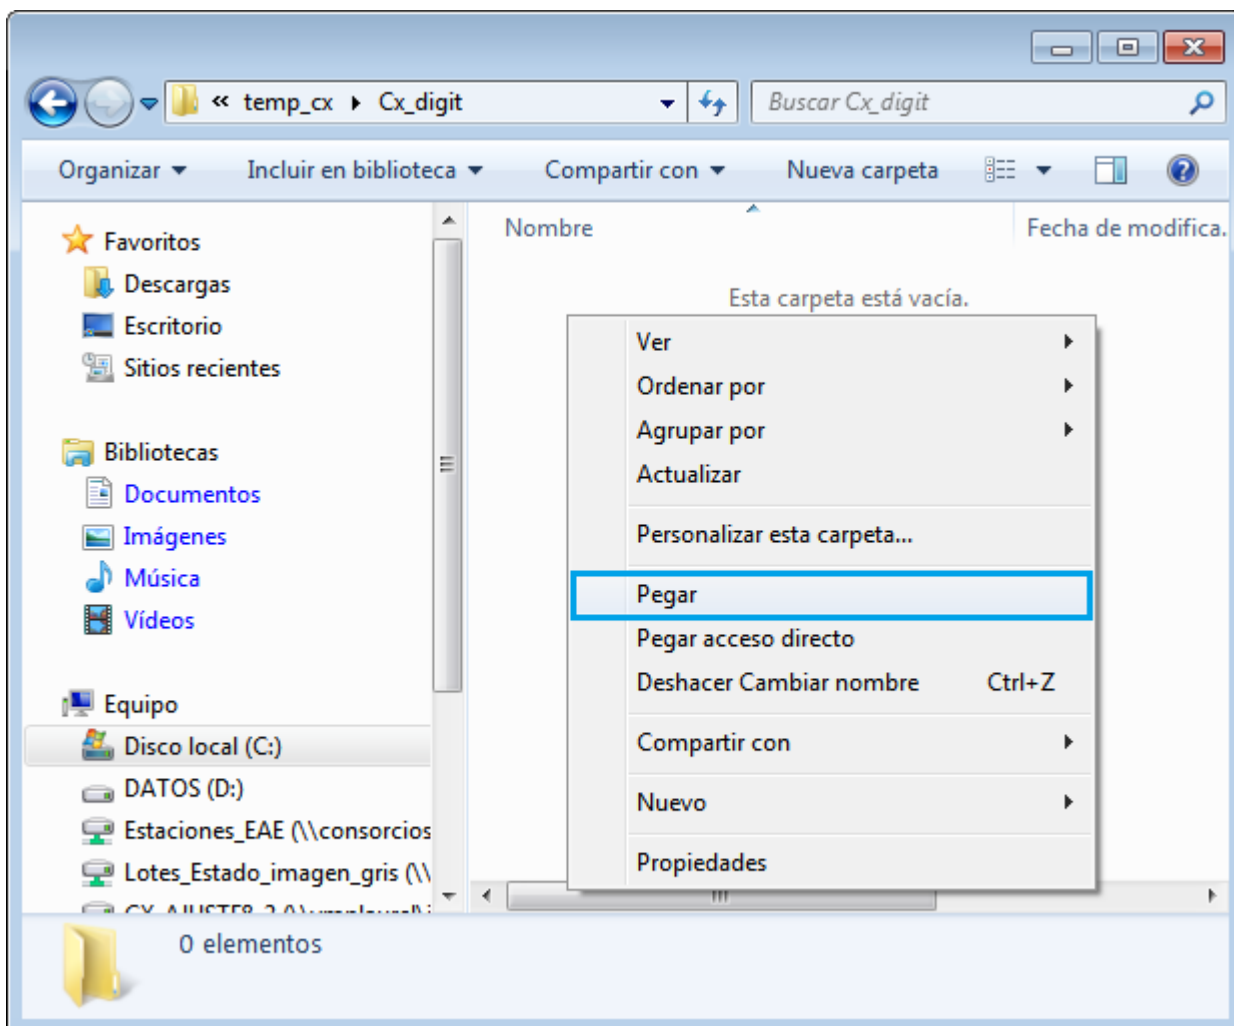 « temp_cx ▸ Cx_digit
Buscar Cx_digit
Organizar Incluir en biblioteca Compartir con Nueva carpeta
Favoritos
Descargas
Escritorio
Sitios recientes
Bibliotecas
Documentos
Imágenes
Música
Vídeos
Equipo
Disco local (C:)
DATOS (D:)
Estaciones_EAE (\\consorcios
Lotes_Estado_imagen_gris (\\
Nombre Fecha de modifica...
Esta carpeta está vacía.
Ver
Ordenar por
Agrupar por
Actualizar
Personalizar esta carpeta...
Pegar
Pegar acceso directo
Deshacer Cambiar nombre Ctrl+Z
Compartir con
Nuevo
Propiedades
0 elementos